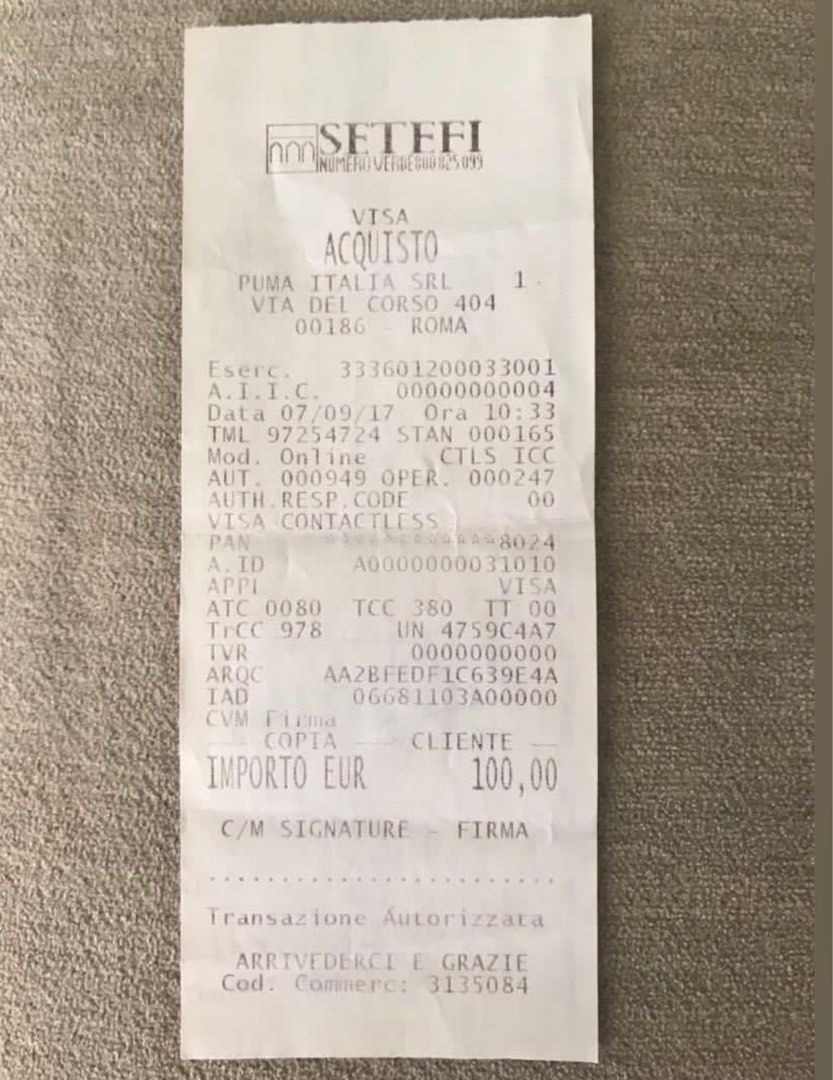 SETEFI
NUMERO VERDE 800 825 099
VISA
ACQUISTO
PUMA ITALIA SRL 1
VIA DEL CORSO 404
00186 - ROMA
Eserc. 333601200033001
A.I.I.C. 00000000004
Data 07/09/17 Ora 10:33
TML 97254724 STAN 000165
Mod. Online CTLS ICC
AUT. 000949 OPER. 000247
AUTH.RESP.CODE 00
VISA CONTACTLESS
PAN ************8024
A.ID A0000000031010
APPL VISA
ATC 0080 TCC 380 TT 00
TrCC 978 UN 4759C4A7
TVR 0000000000
ARQC AA2BFEDF1C639E4A
IAD 06681103A00000
CVM Firma
--- COPIA --- CLIENTE ---
IMPORTO EUR 100,00
C/M SIGNATURE - FIRMA
.........................
Transazione Autorizzata
ARRIVEDERCI E GRAZIE
Cod. Commerc: 3135084